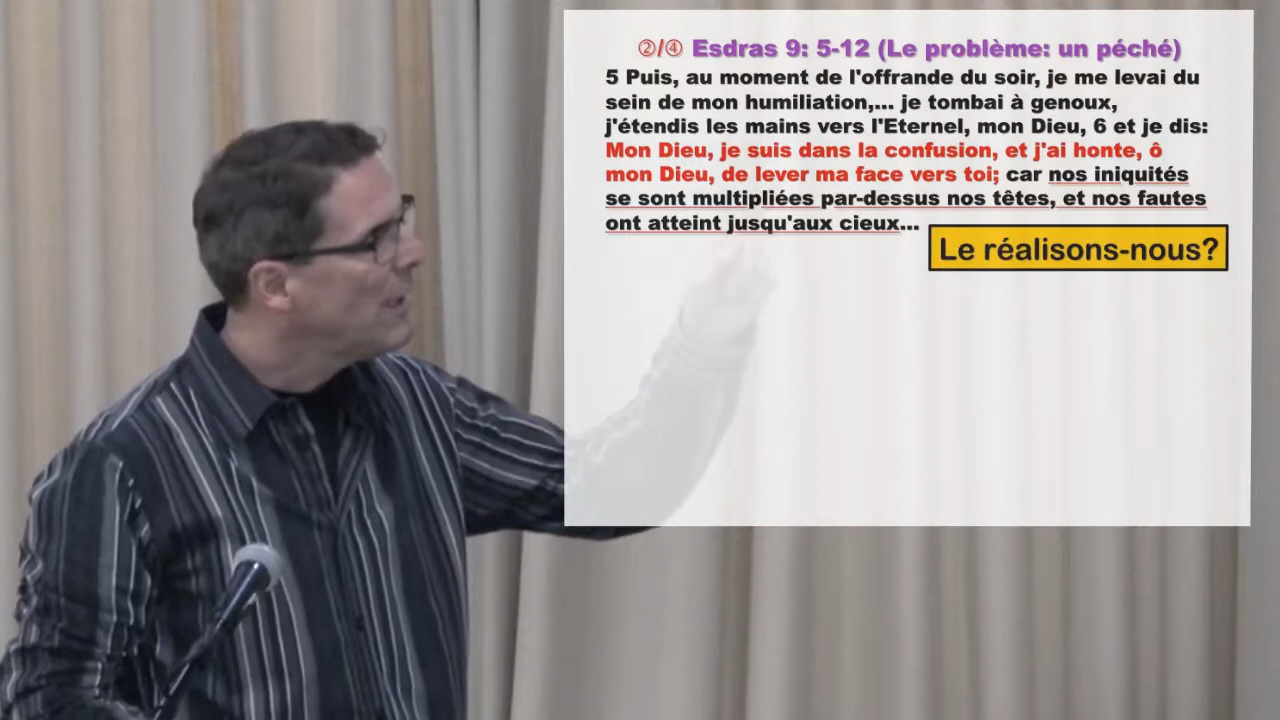 ②/④ Esdras 9: 5-12 (Le problème: un péché)
5 Puis, au moment de l'offrande du soir, je me levai du
sein de mon humiliation,... je tombai à genoux,
j'étendis les mains vers l'Eternel, mon Dieu, 6 et je dis:
Mon Dieu, je suis dans la confusion, et j'ai honte, ô
mon Dieu, de lever ma face vers toi; car nos iniquités
se sont multipliées par-dessus nos têtes, et nos fautes
ont atteint jusqu'aux cieux...
Le réalisons-nous?